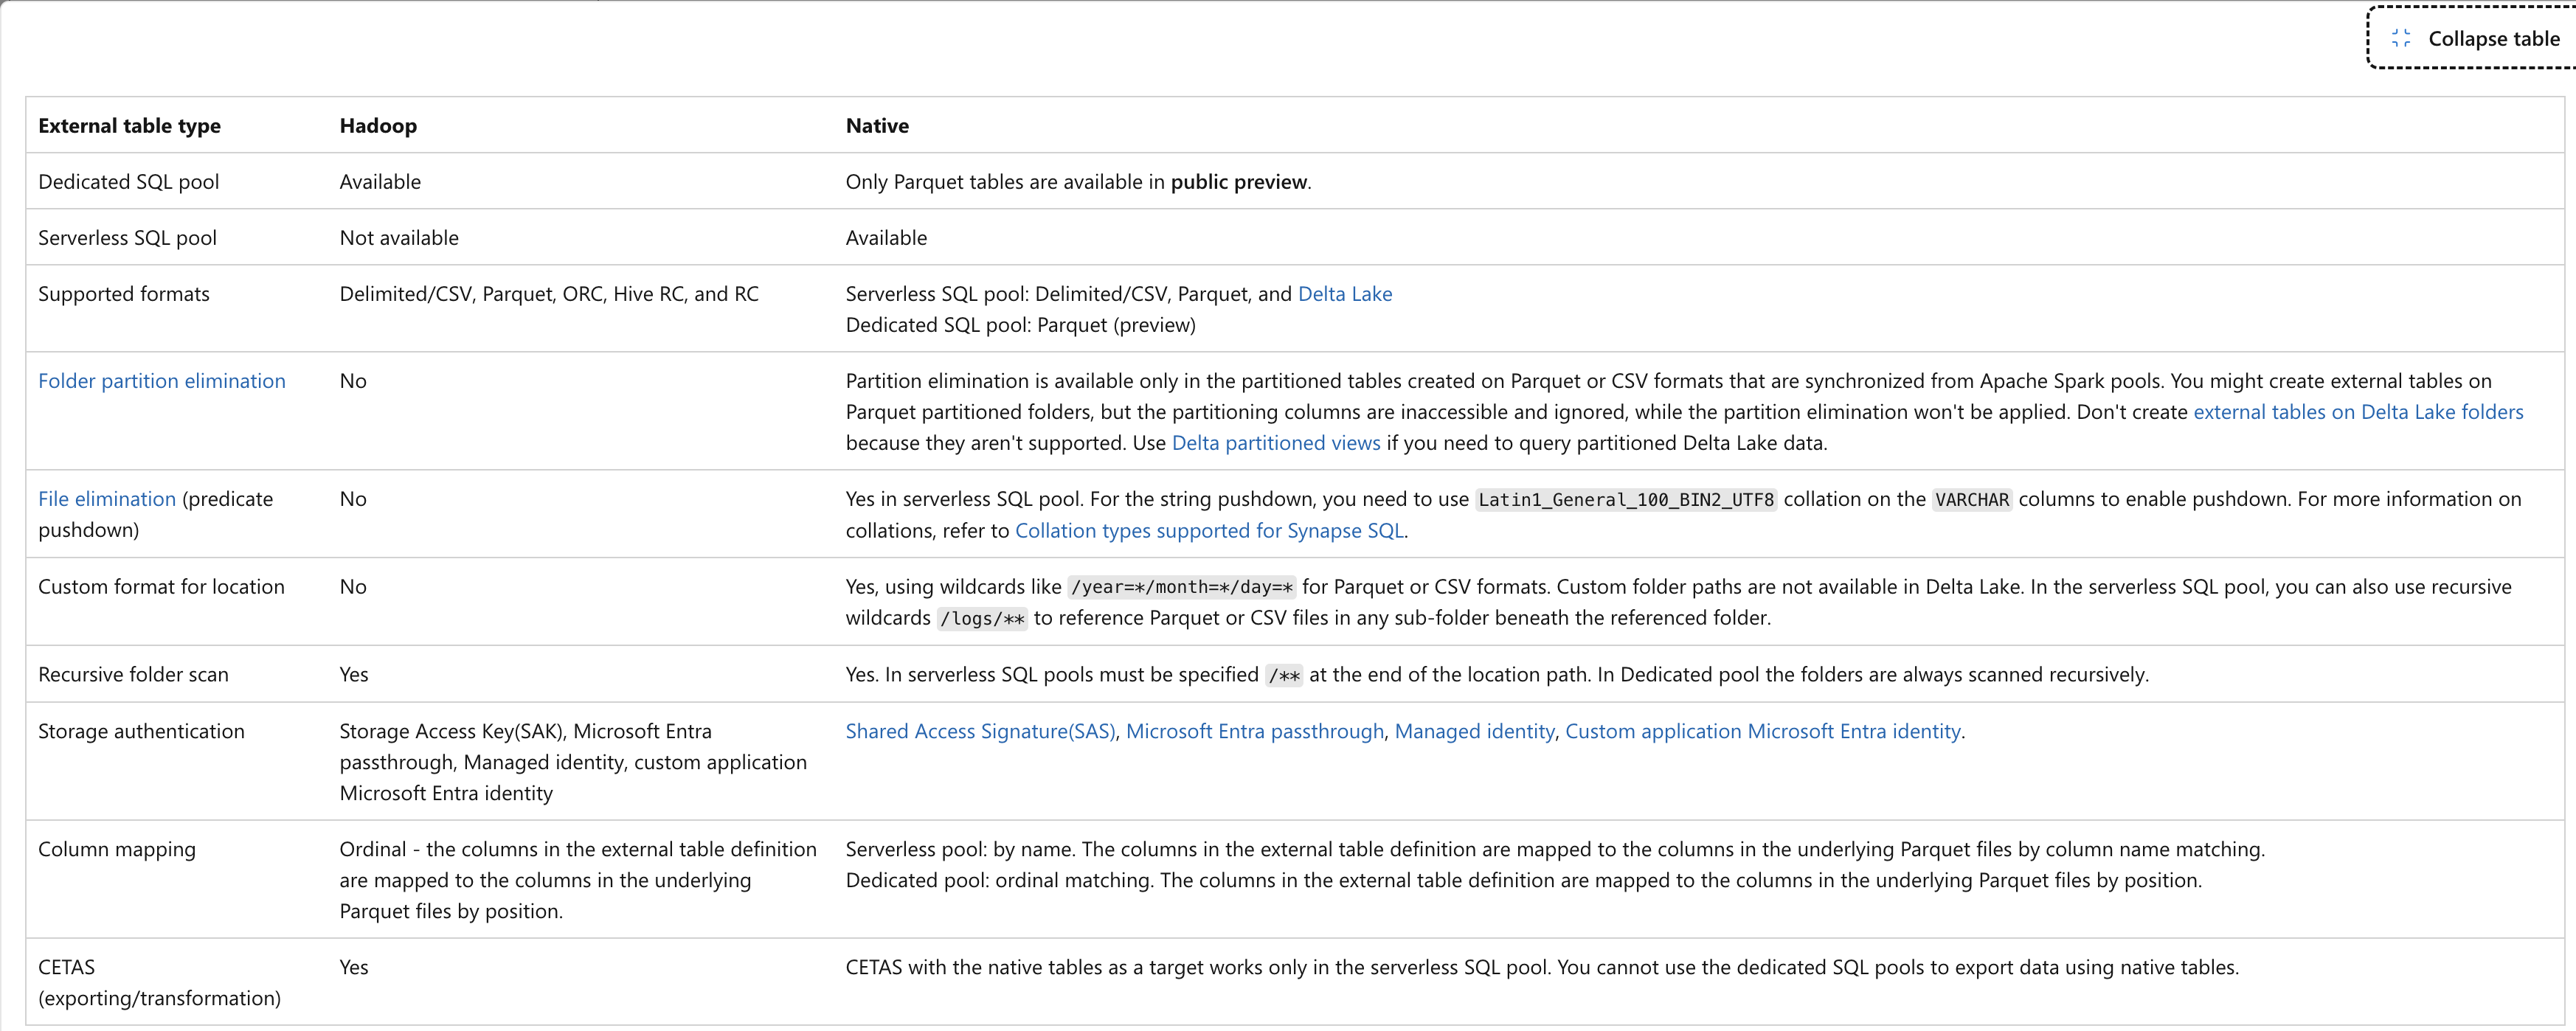 Collapse table
External table type
Hadoop
Native
Dedicated SQL pool
Available
Only Parquet tables are available in public preview.
Serverless SQL pool
Not available
Available
Supported formats
Delimited/CSV, Parquet, ORC, Hive RC, and RC
Serverless SQL pool: Delimited/CSV, Parquet, and Delta Lake
Dedicated SQL pool: Parquet (preview)
Folder partition elimination
No
Partition elimination is available only in the partitioned tables created on Parquet or CSV formats that are synchronized from Apache Spark pools. You might create external tables on
Parquet partitioned folders, but the partitioning columns are inaccessible and ignored, while the partition elimination won't be applied. Don't create external tables on Delta Lake folders
because they aren't supported. Use Delta partitioned views if you need to query partitioned Delta Lake data.
File elimination (predicate
pushdown)
No
Yes in serverless SQL pool. For the string pushdown, you need to use Latin1_General_100_BIN2_UTF8 collation on the VARCHAR columns to enable pushdown. For more information on
collations, refer to Collation types supported for Synapse SQL.
Custom format for location
No
Yes, using wildcards like /year=*/month=*/day=* for Parquet or CSV formats. Custom folder paths are not available in Delta Lake. In the serverless SQL pool, you can also use recursive
wildcards /logs/** to reference Parquet or CSV files in any sub-folder beneath the referenced folder.
Recursive folder scan
Yes
Yes. In serverless SQL pools must be specified /** at the end of the location path. In Dedicated pool the folders are always scanned recursively.
Storage authentication
Storage Access Key(SAK), Microsoft Entra
passthrough, Managed identity, custom application
Microsoft Entra identity
Shared Access Signature(SAS), Microsoft Entra passthrough, Managed identity, Custom application Microsoft Entra identity.
Column mapping
Ordinal - the columns in the external table definition
are mapped to the columns in the underlying
Parquet files by position.
Serverless pool: by name. The columns in the external table definition are mapped to the columns in the underlying Parquet files by column name matching.
Dedicated pool: ordinal matching. The columns in the external table definition are mapped to the columns in the underlying Parquet files by position.
CETAS
(exporting/transformation)
Yes
CETAS with the native tables as a target works only in the serverless SQL pool. You cannot use the dedicated SQL pools to export data using native tables.